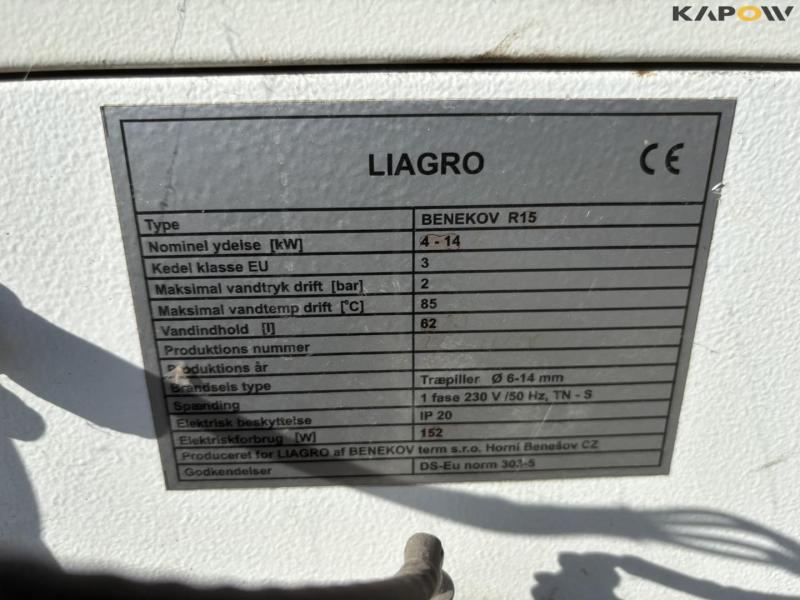 KAPOW
LIAGRO CE
Type BENEKOV R15
Nominel ydelse [kW] 4 - 14
Kedel klasse EU 3
Maksimal vandtryk drift [bar] 2
Maksimal vandtemp drift [°C] 85
Vandindhold [l] 62
Produktions nummer
Produktions år
Brændsels type Træpiller Ø 6-14 mm
Spænding 1 fase 230 V /50 Hz, TN - S
Elektrisk beskyttelse IP 20
Elektriskforbrug [W] 152
Produceret for LIAGRO af BENEKOV term s.r.o. Horní Benešov CZ
Godkendelser DS-Eu norm 303-5